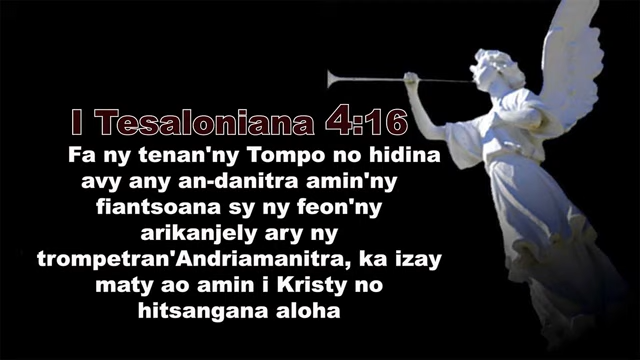 I Tesaloniana 4:16
Fa ny tenan'ny Tompo no hidina
avy any an-danitra amin'ny
fiantsoana sy ny feon'ny
arikanjely ary ny
trompetran'Andriamanitra, ka izay
maty ao amin i Kristy no
hitsangana aloha